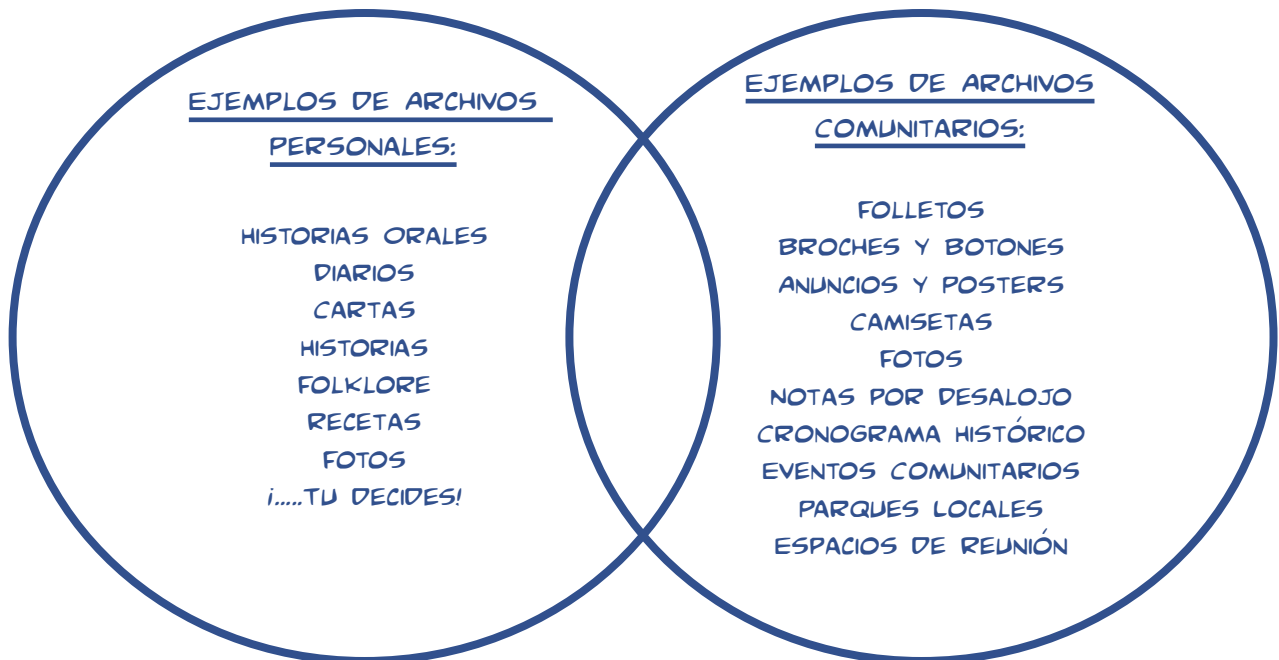 EJEMPLOS DE ARCHIVOS
PERSONALES:
HISTORIAS ORALES
DIARIOS
CARTAS
HISTORIAS
FOLKLORE
RECETAS
FOTOS
¡.....TU DECIDES!
EJEMPLOS DE ARCHIVOS
COMUNITARIOS:
FOLLETOS
BROCHES Y BOTONES
ANUNCIOS Y POSTERS
CAMISETAS
FOTOS
NOTAS POR DESALOJO
CRONOGRAMA HISTÓRICO
EVENTOS COMUNITARIOS
PARQUES LOCALES
ESPACIOS DE REUNIÓN